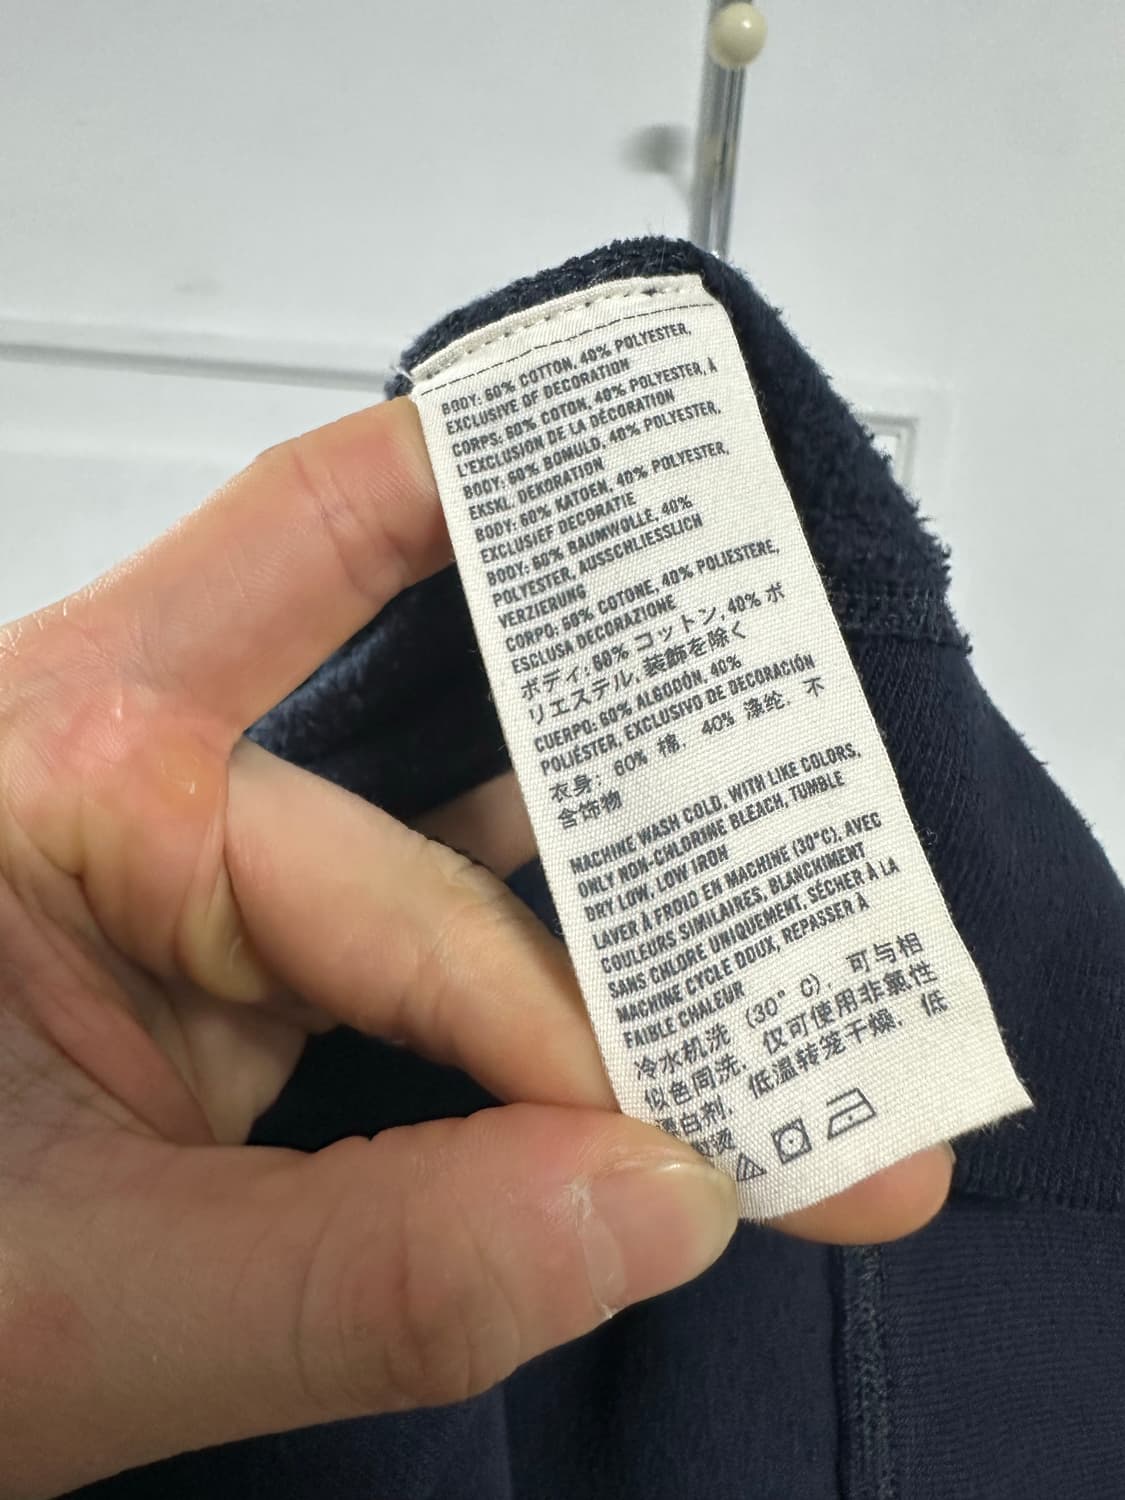 BODY: 60% COTTON, 40% POLYESTER,
EXCLUSIVE OF DECORATION
CORPS: 60% COTON, 40% POLYESTER, À
L'EXCLUSION DE LA DÉCORATION
BODY: 60% BOMULD, 40% POLYESTER,
EKSKL. DEKORATION
BODY: 60% KATOEN, 40% POLYESTER,
EXCLUSIEF DECORATIE
BODY: 60% BAUMWOLLE, 40%
POLYESTER, AUSSCHLIESSLICH
VERZIERUNG
CORPO: 60% COTONE, 40% POLIESTERE,
ESCLUSA DECORAZIONE
ボディ: 60% コットン, 40% ポ
リエステル, 装飾を除く
CUERPO: 60% ALGODÓN, 40%
POLIÉSTER, EXCLUSIVO DE DECORACIÓN
衣身: 60% 棉, 40% 涤纶, 不
含饰物
MACHINE WASH COLD, WITH LIKE COLORS,
ONLY NON-CHLORINE BLEACH, TUMBLE
DRY LOW, LOW IRON
LAVER À FROID EN MACHINE (30°C), AVEC
COULEURS SIMILAIRES, BLANCHIMENT
SANS CHLORE UNIQUEMENT, SÉCHER À LA
MACHINE CYCLE DOUX, REPASSER À
FAIBLE CHALEUR
冷水机洗 (30° C), 可与相
似色同洗, 仅可使用非氯性
漂白剂, 低温转笼干燥, 低
烫